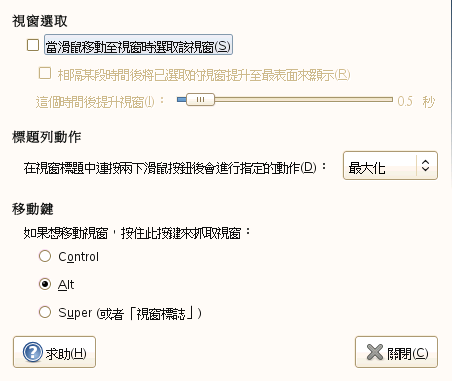 視窗選取
當滑鼠移動至視窗時選取該視窗(S)
相隔某段時間後將已選取的視窗提升至最表面來顯示(R)
這個時間後提升視窗(I)： 0.5 秒
標題列動作
在視窗標題中連按兩下滑鼠按鈕後會進行指定的動作(D)： 最大化
移動鍵
如果想移動視窗，按住此按鍵來抓取視窗：
Control
Alt
Super (或者「視窗標誌」)
求助(H) 關閉(C)